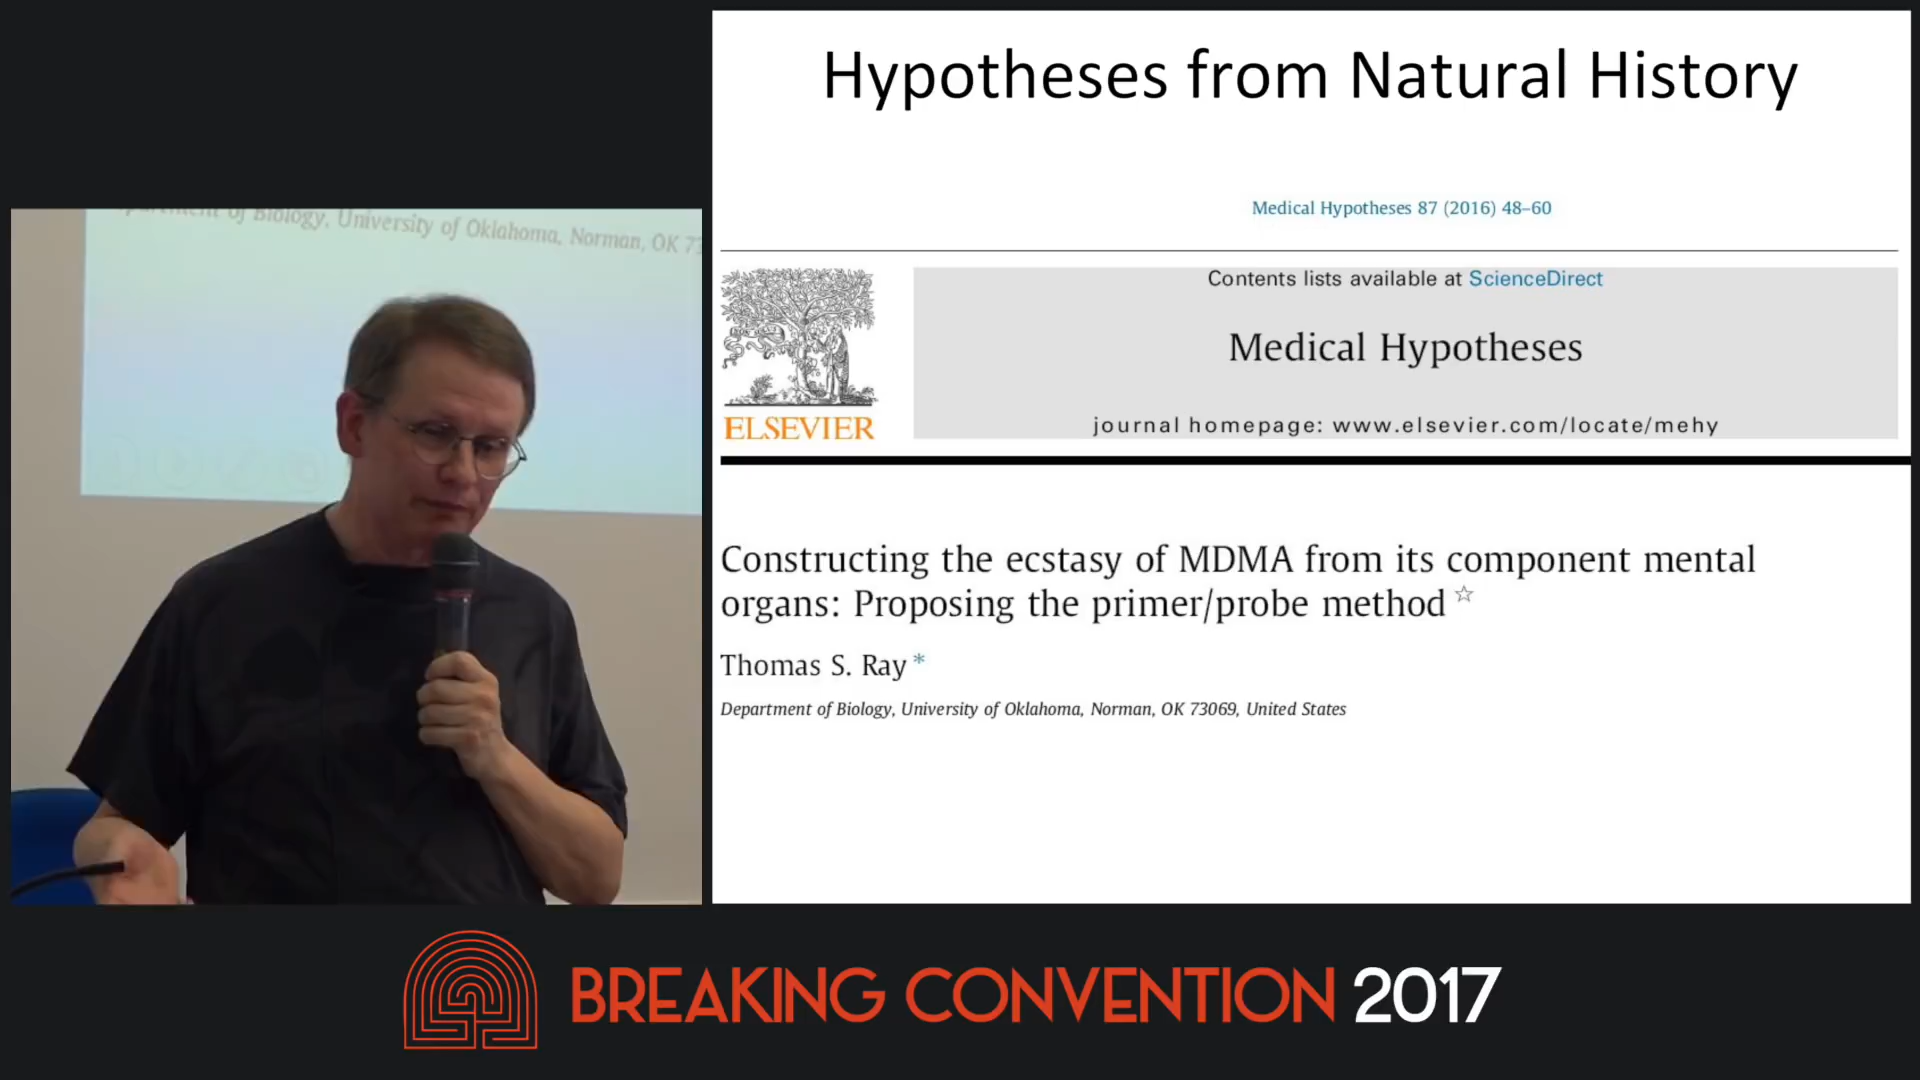 Hypotheses from Natural History
Medical Hypotheses 87 (2016) 48–60
Contents lists available at ScienceDirect
Medical Hypotheses
journal homepage: www.elsevier.com/locate/mehy
ELSEVIER
Constructing the ecstasy of MDMA from its component mental
organs: Proposing the primer/probe method ☆
Thomas S. Ray *
Department of Biology, University of Oklahoma, Norman, OK 73069, United States
of Biology, University of Oklahoma, Norman, OK 73
BREAKING CONVENTION 2017